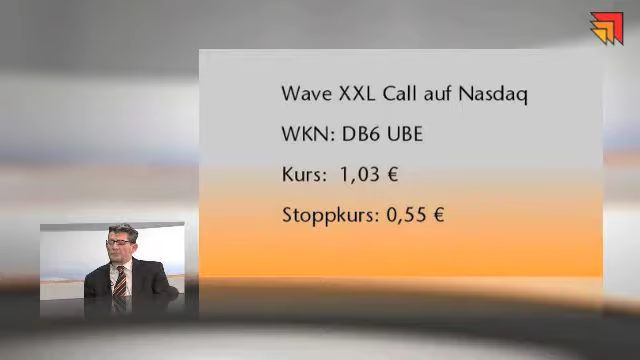 Wave XXL Call auf Nasdaq
WKN: DB6 UBE
Kurs: 1,03 €
Stoppkurs: 0,55 €